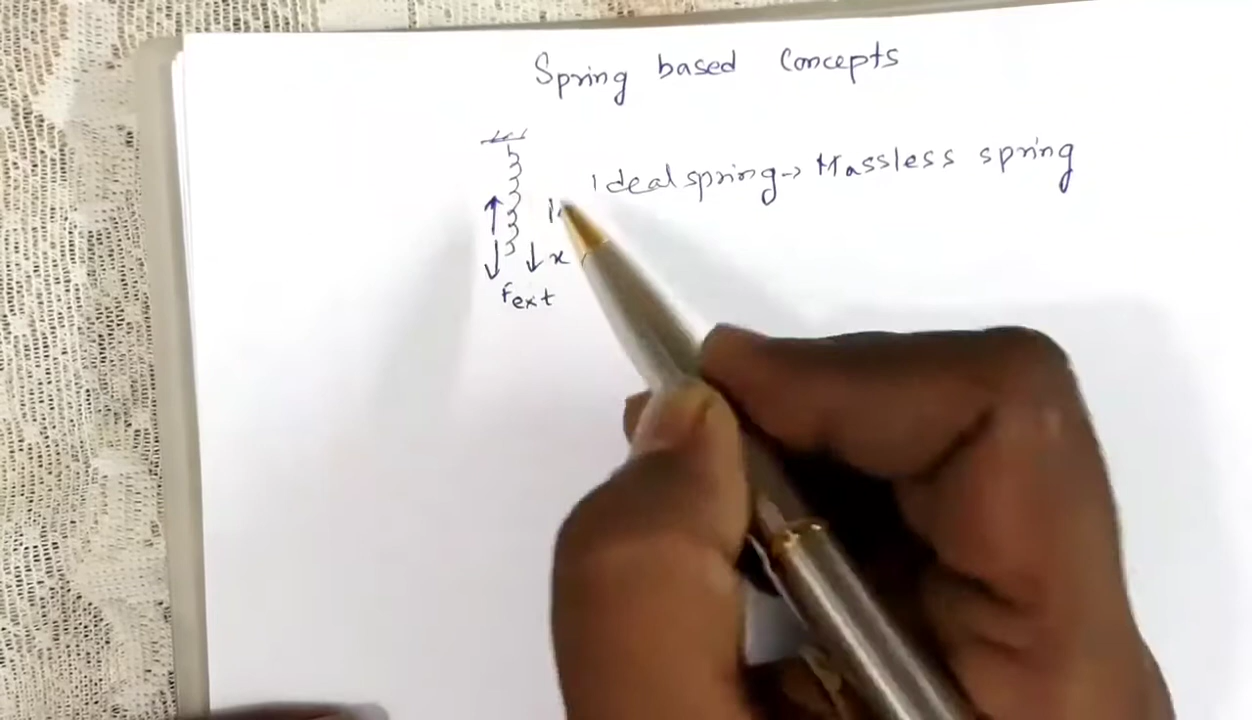 Spring based Concepts
Ideal spring → Massless spring
x
Fext